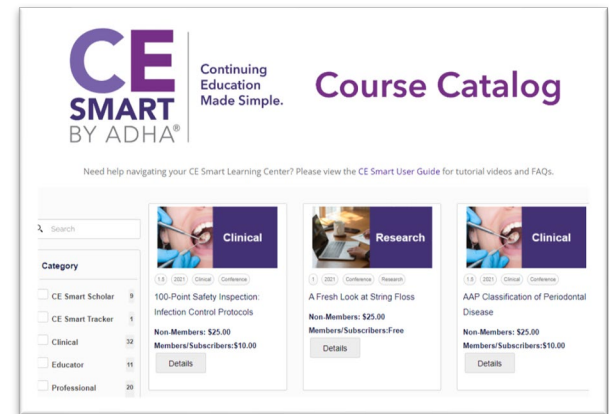 CE
SMART
BY ADHA®
Continuing
Education
Made Simple.
Course Catalog
Need help navigating your CE Smart Learning Center? Please view the CE Smart User Guide for tutorial videos and FAQs.
Search
Category
CE Smart Scholar 9
CE Smart Tracker 1
Clinical 32
Educator 11
Professional 20
Clinical
1.5 2021 Clinical Conference
100-Point Safety Inspection:
Infection Control Protocols
Non-Members: $25.00
Members/Subscribers:$10.00
Details
Research
1 2021 Conference Research
A Fresh Look at String Floss
Non-Members: $25.00
Members/Subscribers:Free
Details
Clinical
1.5 2021 Clinical Conference
AAP Classification of Periodontal
Disease
Non-Members: $25.00
Members/Subscribers:$10.00
Details